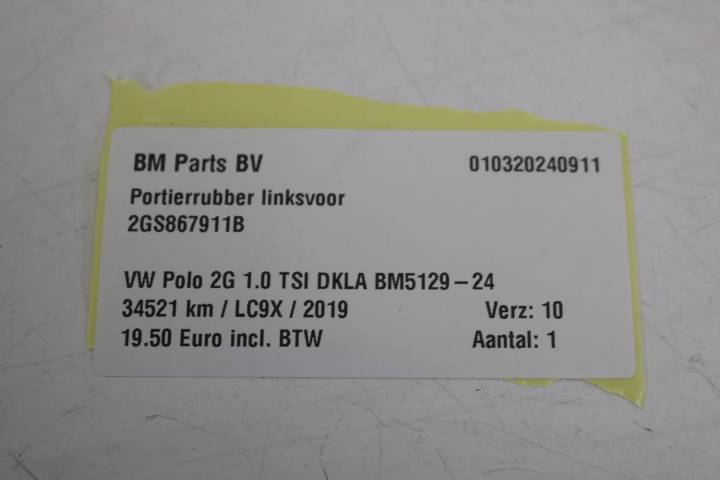 BM Parts BV 010320240911
Portierrubber linksvoor
2GS867911B
VW Polo 2G 1.0 TSI DKLA BM5129-24
34521 km / LC9X / 2019 Verz: 10
19.50 Euro incl. BTW Aantal: 1